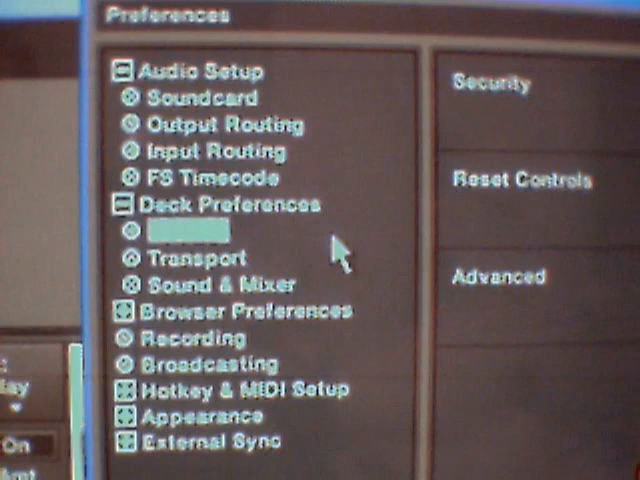 Preferences
Audio Setup
Soundcard
Output Routing
Input Routing
FS Timecode
Deck Preferences
Transport
Sound & Mixer
Browser Preferences
Recording
Broadcasting
Hotkey & MIDI Setup
Appearance
External Sync
Security
Reset Controls
Advanced
On